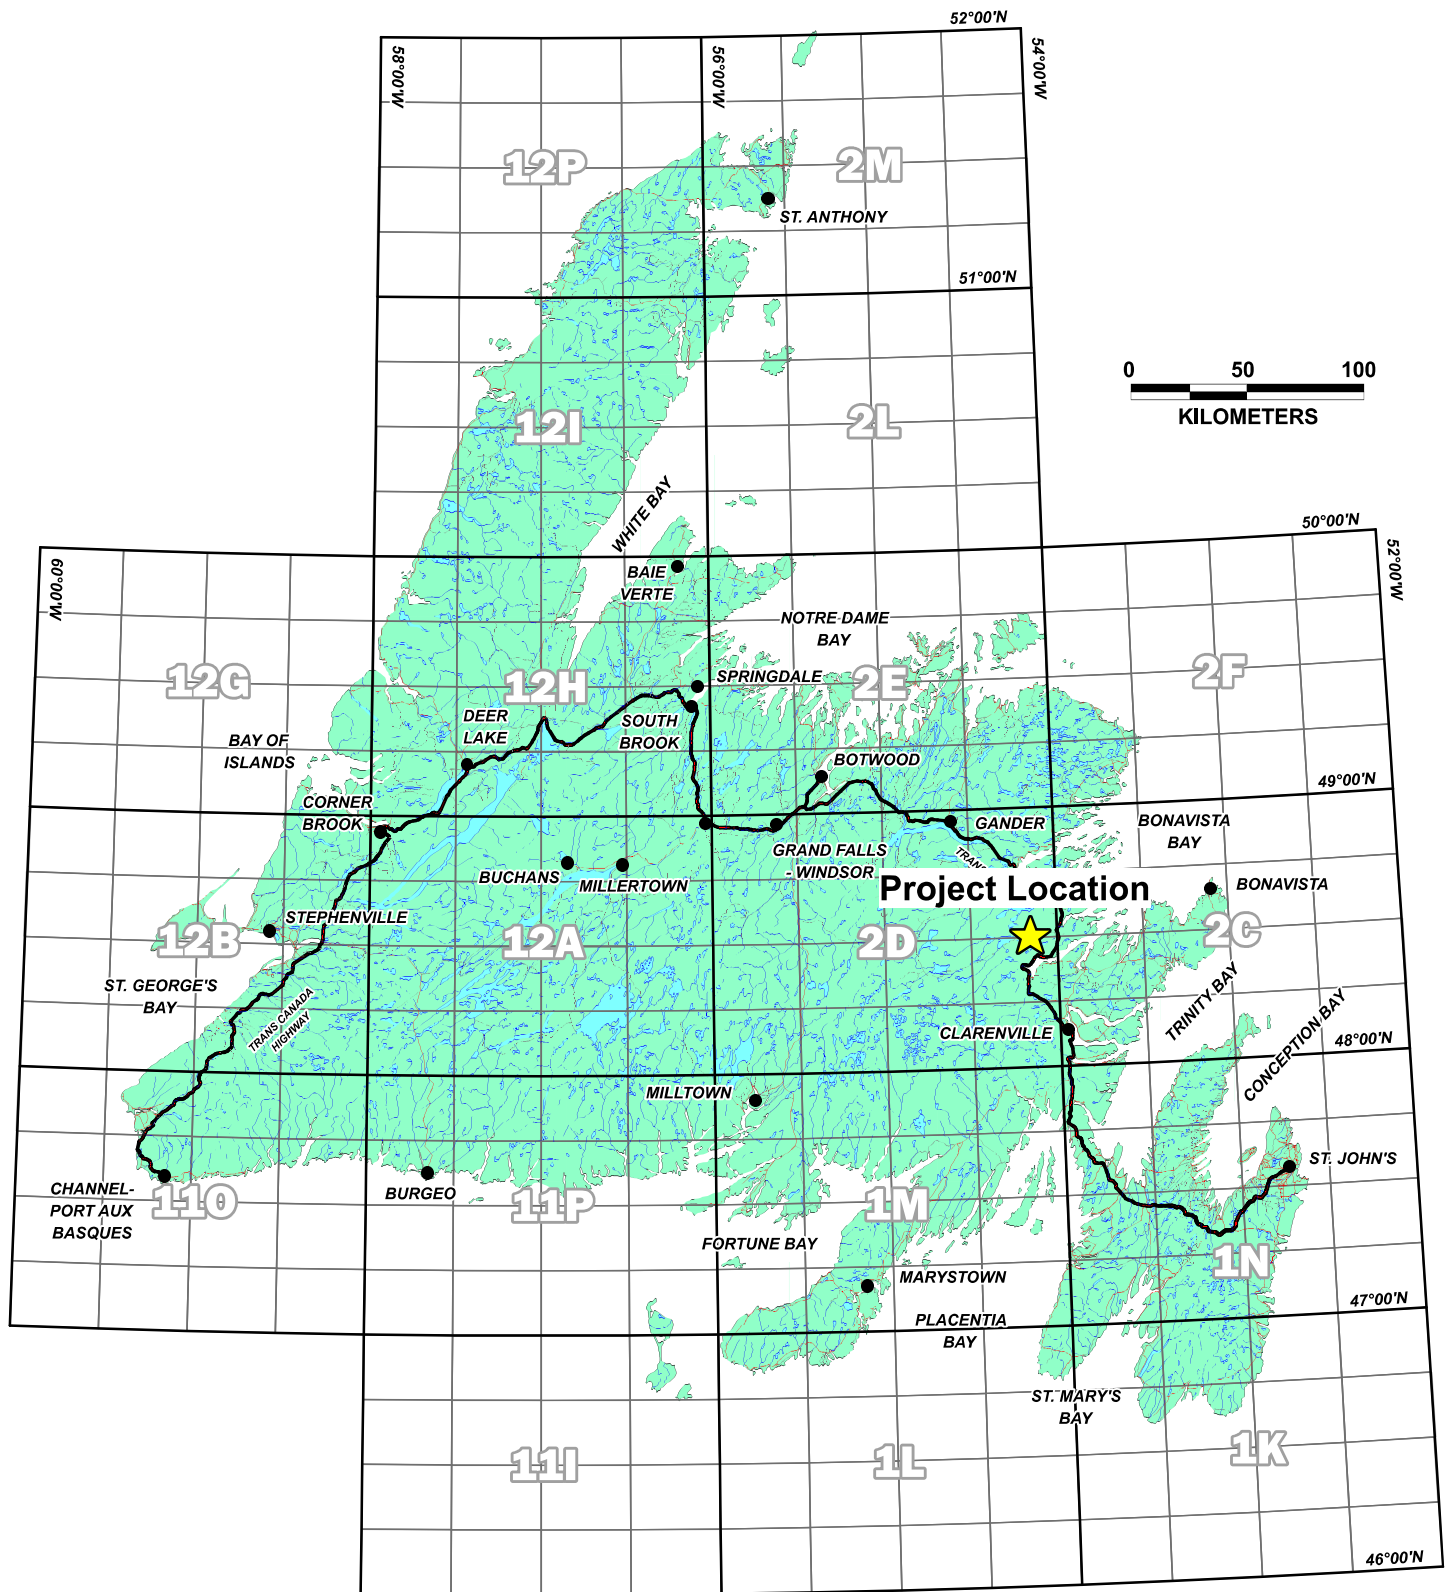 52°00'N
58°00'W
56°00'W
54°00'W
12P
2M
ST. ANTHONY
51°00'N
0 50 100
KILOMETERS
12I
2L
WHITE BAY
50°00'N
60°00'W
52°00'W
BAIE
VERTE
NOTRE DAME
BAY
12G
12H
SPRINGDALE
2E
2F
DEER
LAKE
SOUTH
BROOK
BAY OF
ISLANDS
BOTWOOD
49°00'N
CORNER
BROOK
GANDER
BONAVISTA
BAY
GRAND FALLS
- WINDSOR
TRANS
BUCHANS
MILLERTOWN
Project Location
BONAVISTA
STEPHENVILLE
12B
12A
2D
2C
ST. GEORGE'S
BAY
TRANS CANADA
HIGHWAY
TRINITY BAY
CONCEPTION BAY
CLARENVILLE
48°00'N
MILLTOWN
ST. JOHN'S
CHANNEL-
PORT AUX
BASQUES
11O
BURGEO
11P
1M
FORTUNE BAY
1N
MARYSTOWN
47°00'N
PLACENTIA
BAY
ST. MARY'S
BAY
11I
1L
1K
46°00'N